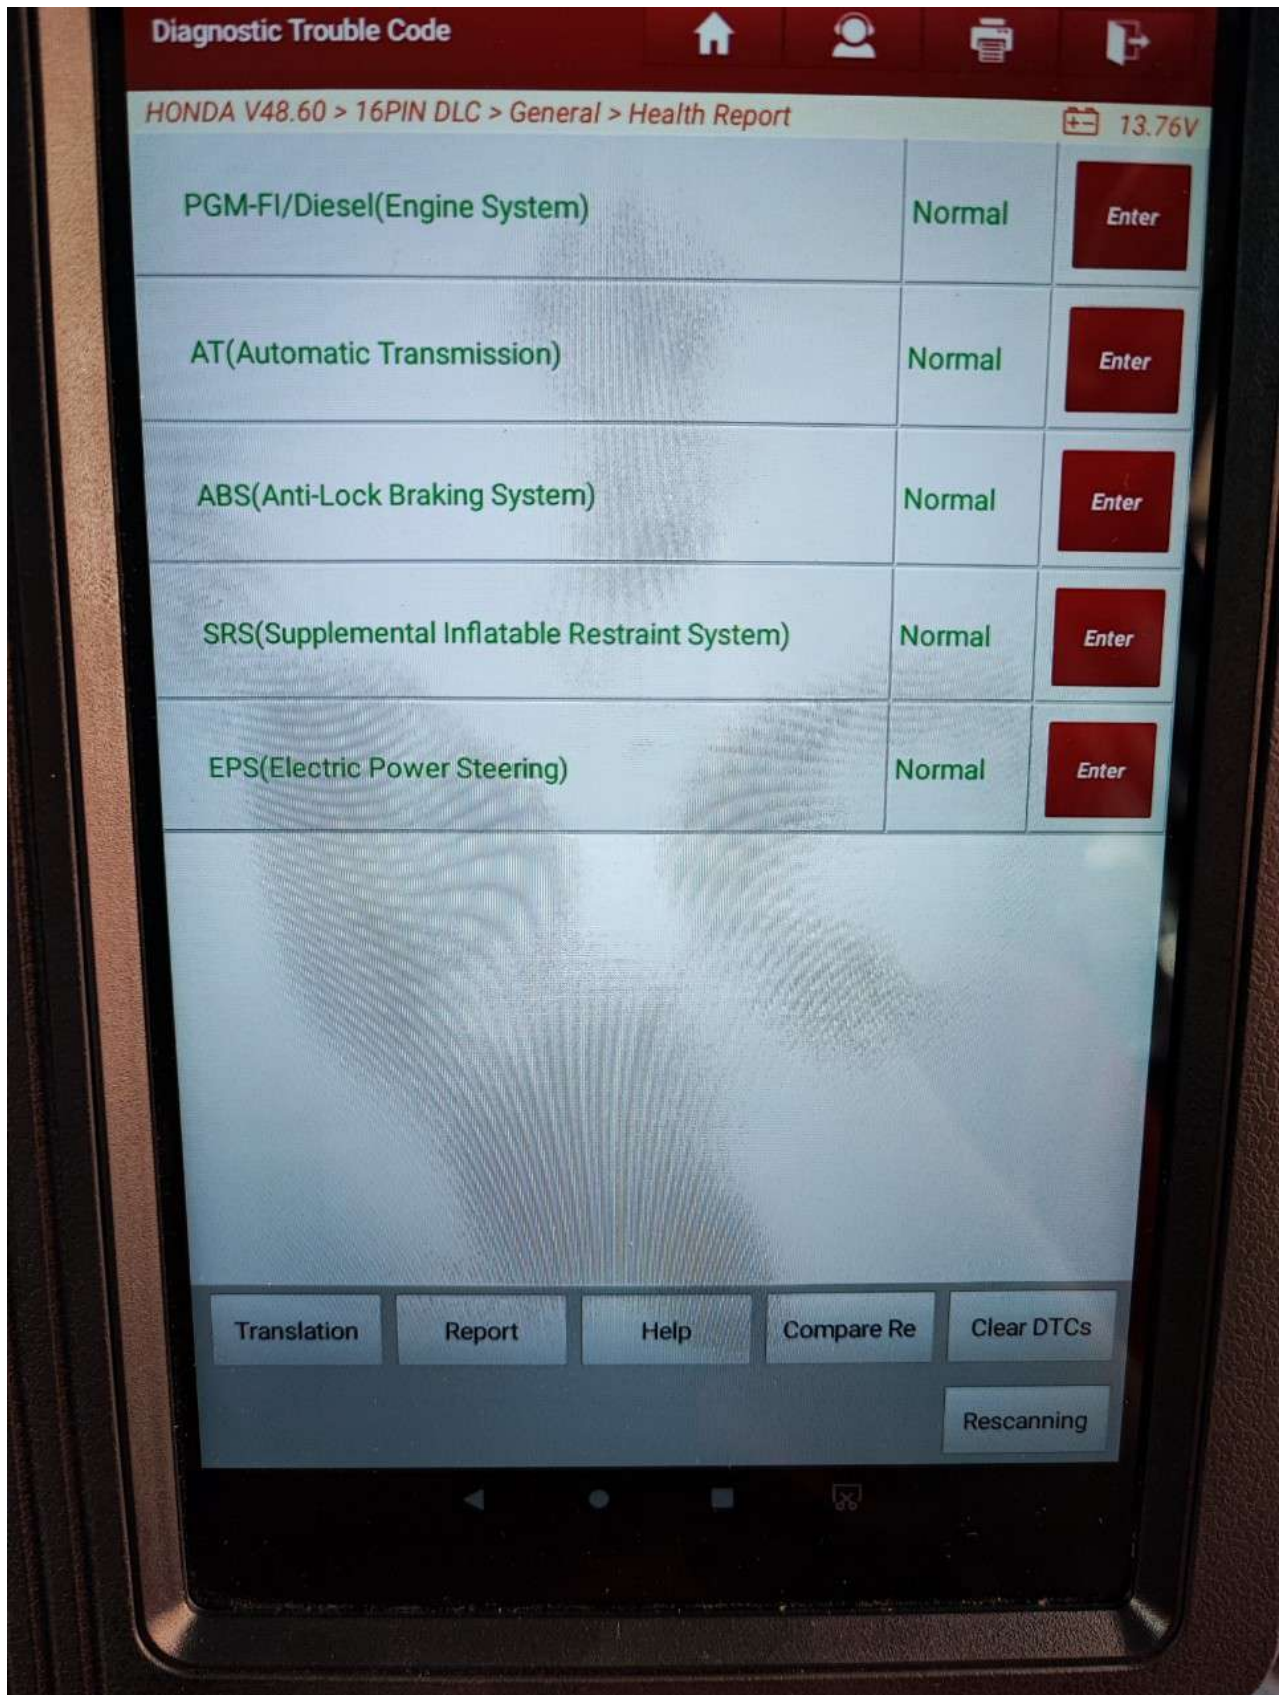 Diagnostic Trouble Code
HONDA V48.60 > 16PIN DLC > General > Health Report 13.76V
PGM-FI/Diesel(Engine System) Normal Enter
AT(Automatic Transmission) Normal Enter
ABS(Anti-Lock Braking System) Normal Enter
SRS(Supplemental Inflatable Restraint System) Normal Enter
EPS(Electric Power Steering) Normal Enter
Translation Report Help Compare Re Clear DTCs
Rescanning